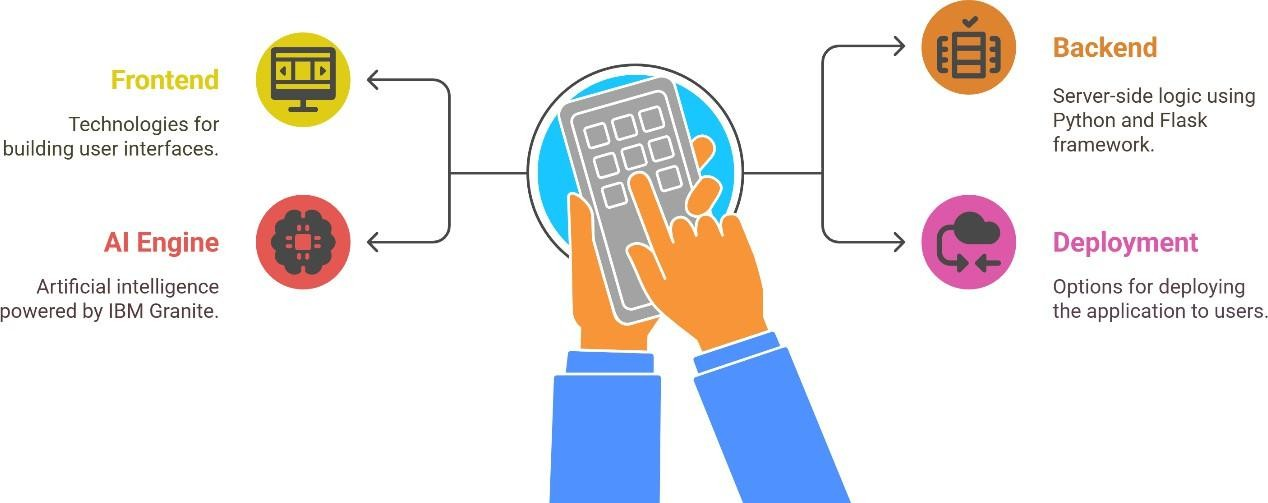 Frontend
Technologies for
building user interfaces.
AI Engine
Artificial intelligence
powered by IBM Granite.
Backend
Server-side logic using
Python and Flask
framework.
Deployment
Options for deploying
the application to users.